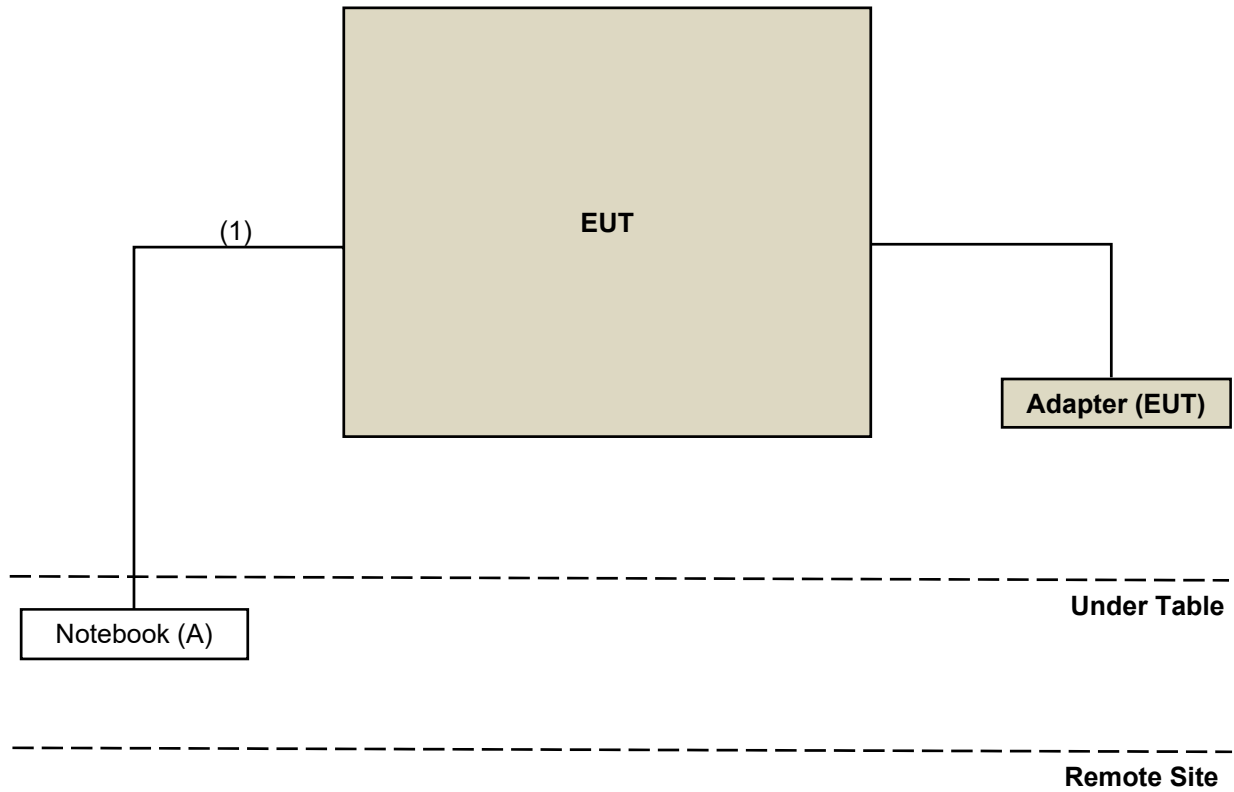 EUT
(1)
Adapter (EUT)
Under Table
Notebook (A)
Remote Site